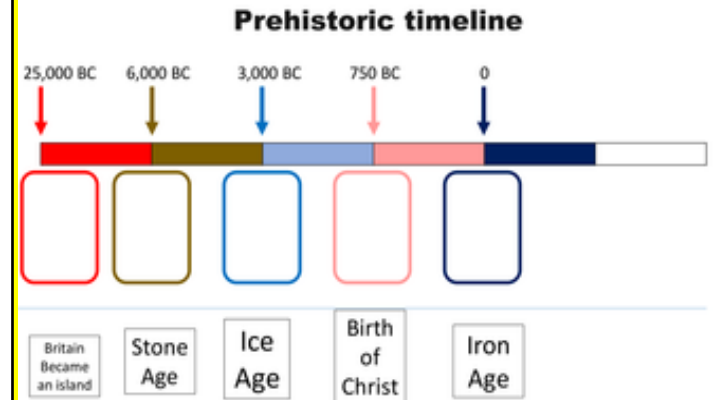 Prehistoric timeline
25,000 BC 6,000 BC 3,000 BC 750 BC 0
Britain
Became
an island
Stone
Age
Ice
Age
Birth
of
Christ
Iron
Age